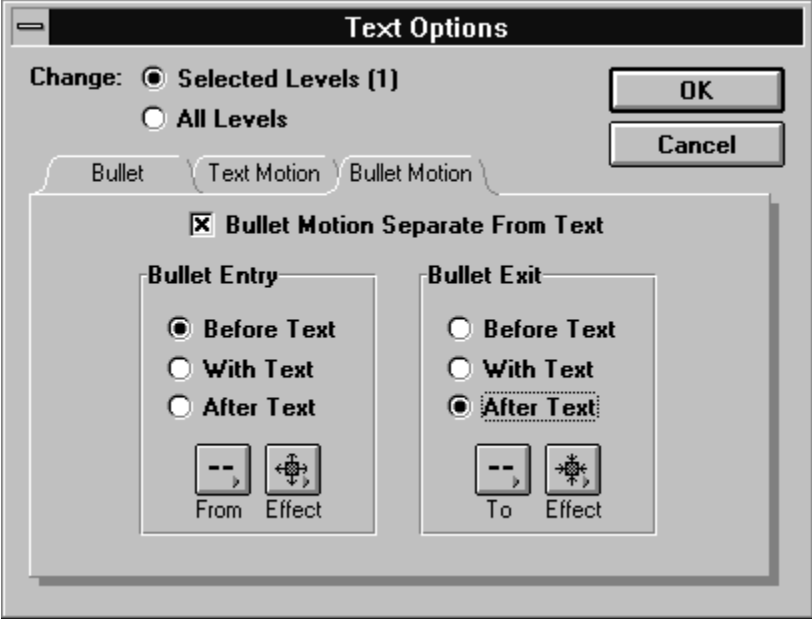 Text Options
Change: Selected Levels (1)
All Levels
OK
Cancel
Bullet Text Motion Bullet Motion
Bullet Motion Separate From Text
Bullet Entry
Before Text
With Text
After Text
-- 
From Effect
Bullet Exit
Before Text
With Text
After Text
--
To Effect